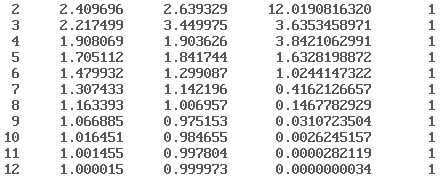 2 2.409696 2.639329 12.0190816320 1
3 2.217499 3.449975 3.6353458971 1
4 1.908069 1.903626 3.8421062991 1
5 1.705112 1.841744 1.6328198872 1
6 1.479932 1.299087 1.0244147322 1
7 1.307433 1.142196 0.4162126657 1
8 1.163393 1.006957 0.1467782929 1
9 1.066885 0.975153 0.0310723504 1
10 1.016451 0.984655 0.0026245157 1
11 1.001455 0.997804 0.0000282119 1
12 1.000015 0.999973 0.0000000034 1